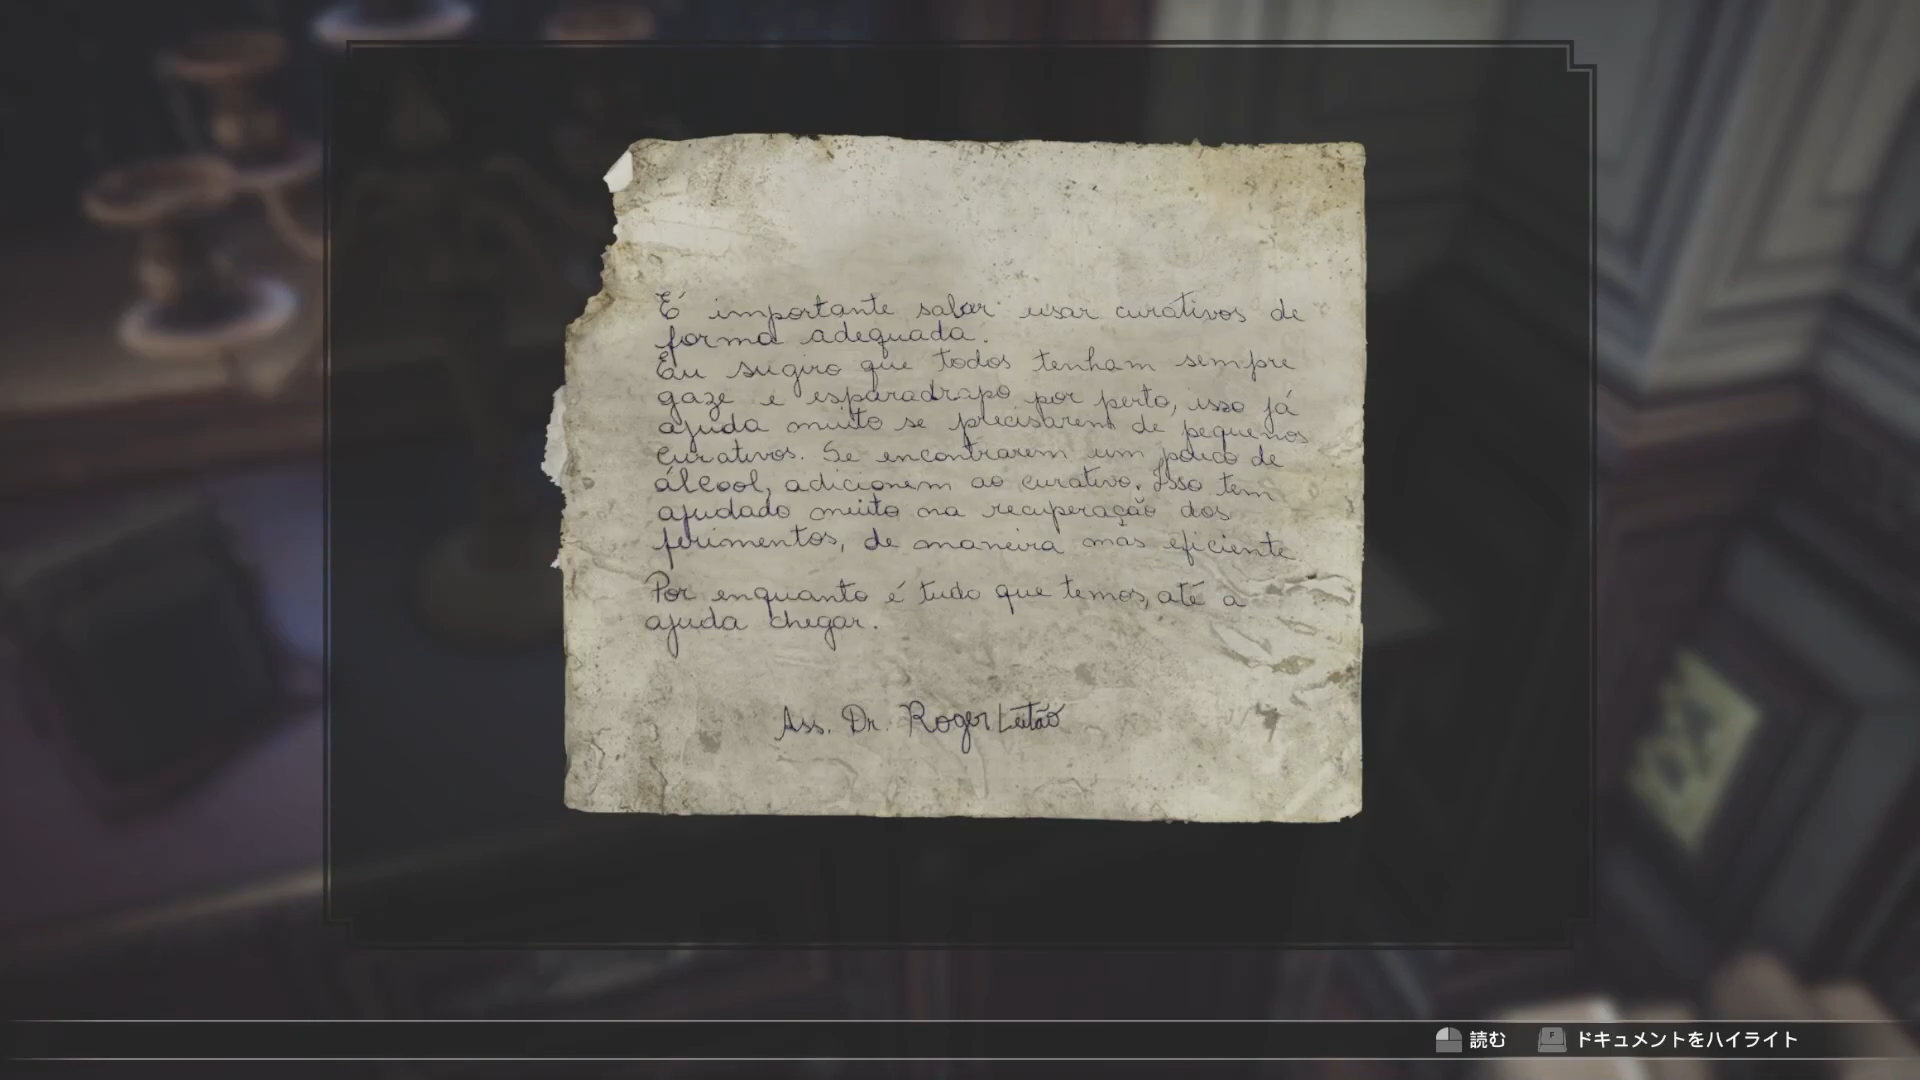 É important saber usar curativos de
forma adequada.
Eu sugiro que todos tenham sempre
gaze e esparadrapo por perto, isso já
ajuda muito se precisarem de pequenos
curativos. Se encontrarem um pouco de
álcool, adicionem ao curativo. Isso tem
ajudado muito na recuperação dos
ferimentos, de maneira mas eficiente
Por enquanto é tudo que temos, até a
ajuda chegar.
Ass. Dr. Roger Leitão
F
読む
ドキュメントをハイライト